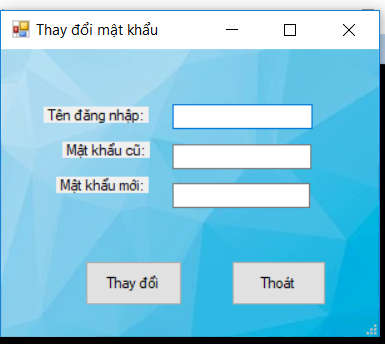 Thay đổi mật khẩu
Tên đăng nhập:
Mật khẩu cũ:
Mật khẩu mới:
Thay đổi
Thoát